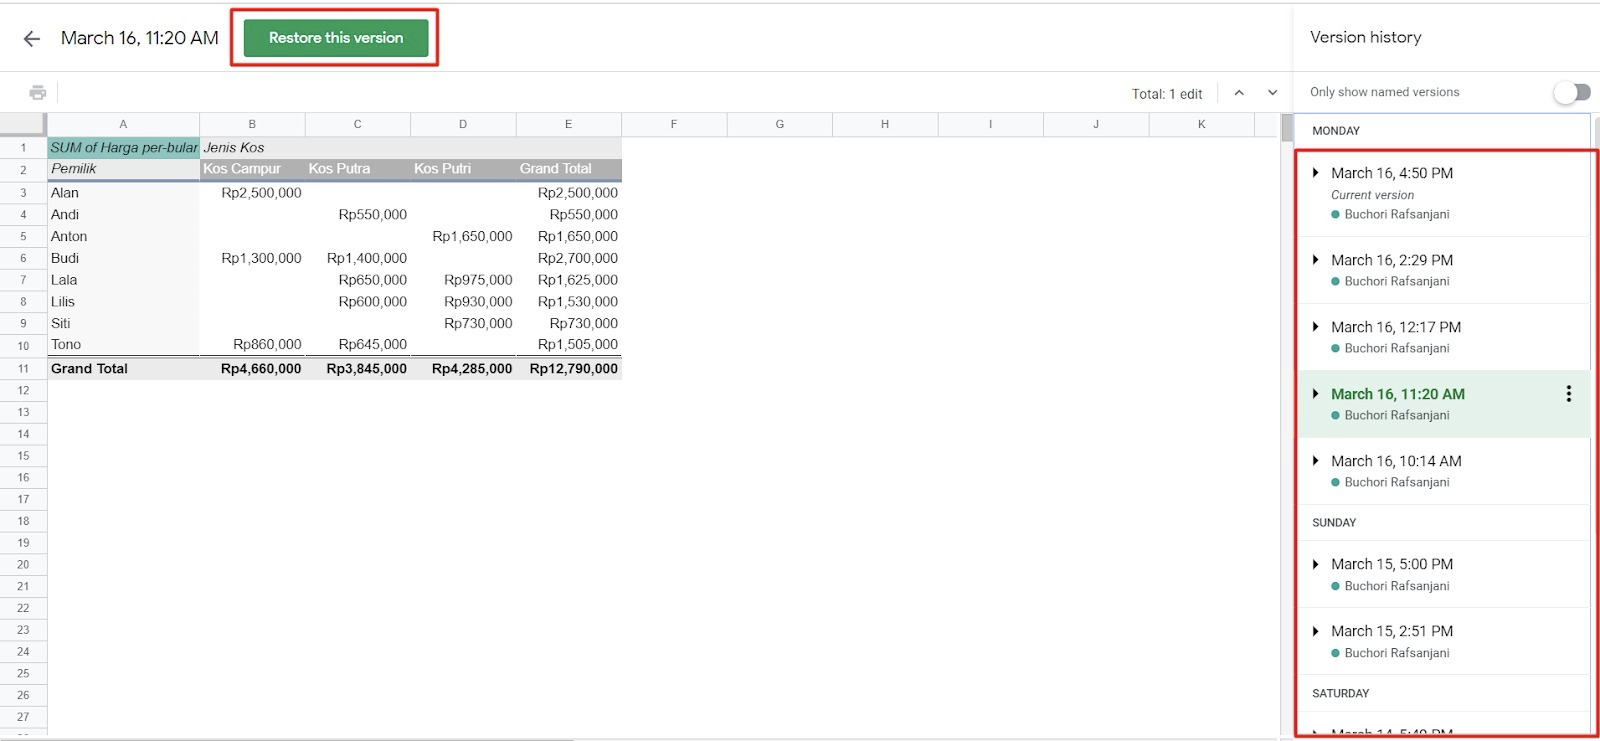 March 16, 11:20 AM Restore this version
Version history
Total: 1 edit
Only show named versions
A B C D E F G H I J K
1 SUM of Harga per-bular Jenis Kos
2 Pemilik Kos Campur Kos Putra Kos Putri Grand Total
3 Alan Rp2,500,000 Rp2,500,000
4 Andi Rp550,000 Rp550,000
5 Anton Rp1,650,000 Rp1,650,000
6 Budi Rp1,300,000 Rp1,400,000 Rp2,700,000
7 Lala Rp650,000 Rp975,000 Rp1,625,000
8 Lilis Rp600,000 Rp930,000 Rp1,530,000
9 Siti Rp730,000 Rp730,000
10 Tono Rp860,000 Rp645,000 Rp1,505,000
11 Grand Total Rp4,660,000 Rp3,845,000 Rp4,285,000 Rp12,790,000
12
13
14
15
16
17
18
19
20
21
22
23
24
25
26
27
MONDAY
March 16, 4:50 PM
Current version
Buchori Rafsanjani
March 16, 2:29 PM
Buchori Rafsanjani
March 16, 12:17 PM
Buchori Rafsanjani
March 16, 11:20 AM
Buchori Rafsanjani
March 16, 10:14 AM
Buchori Rafsanjani
SUNDAY
March 15, 5:00 PM
Buchori Rafsanjani
March 15, 2:51 PM
Buchori Rafsanjani
SATURDAY